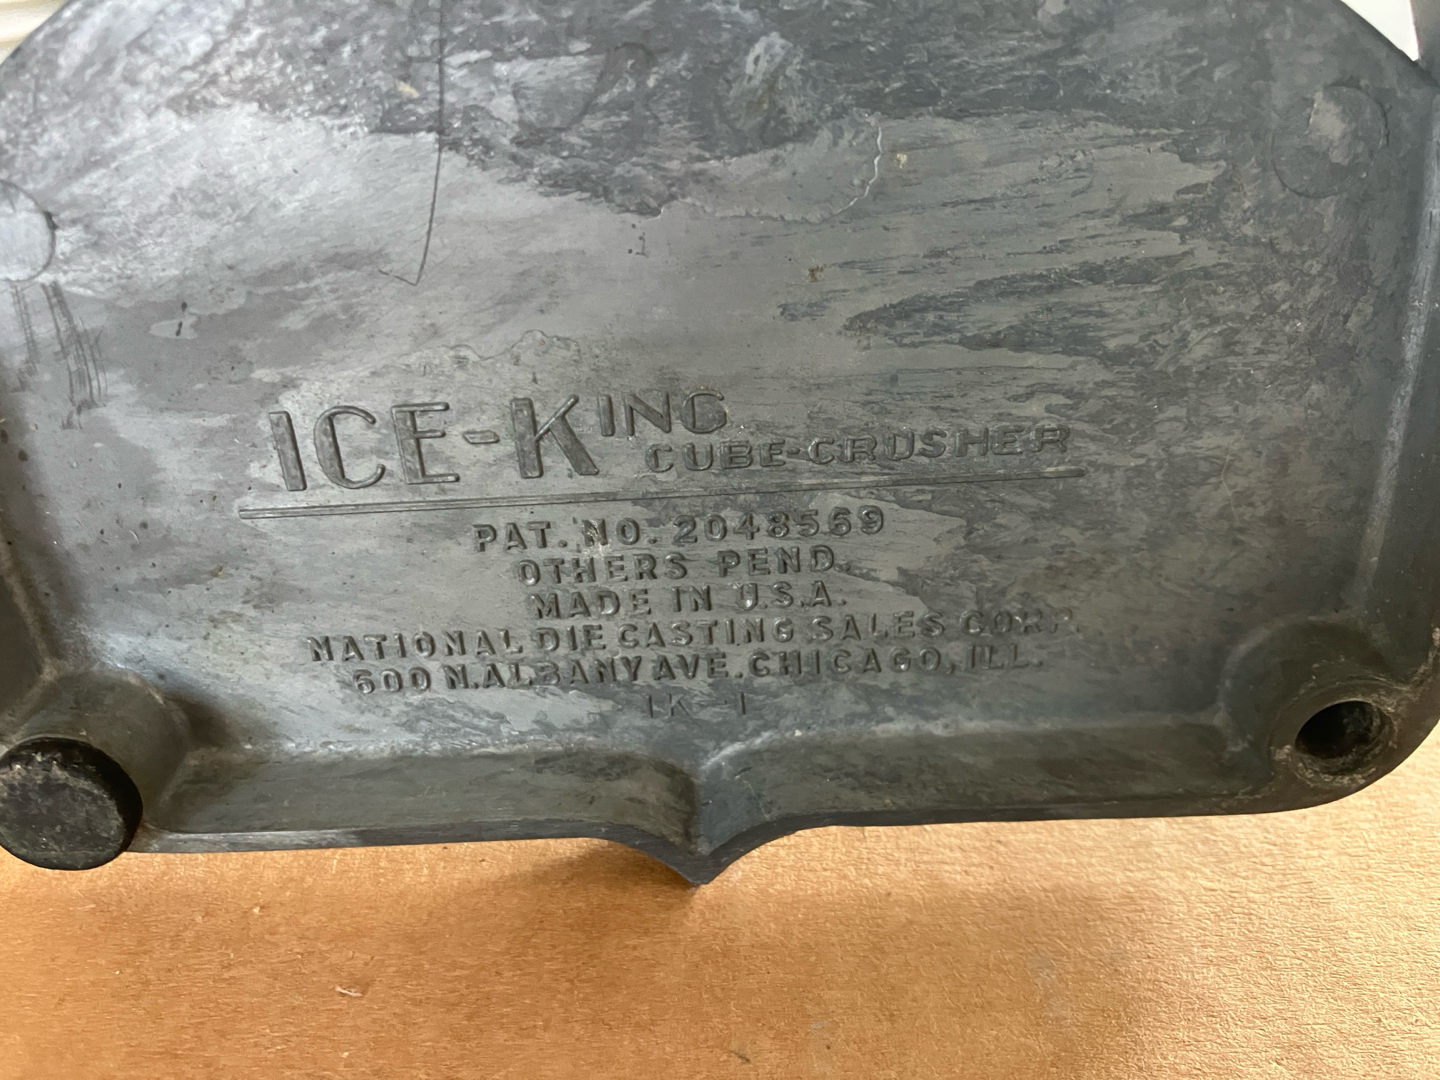 ICE-KING
CUBE-CRUSHER
PAT. NO. 2048569
OTHERS PEND.
MADE IN U.S.A.
NATIONAL DIE CASTING SALES CORP.
600 N. ALBANY AVE. CHICAGO, ILL.
IK-1